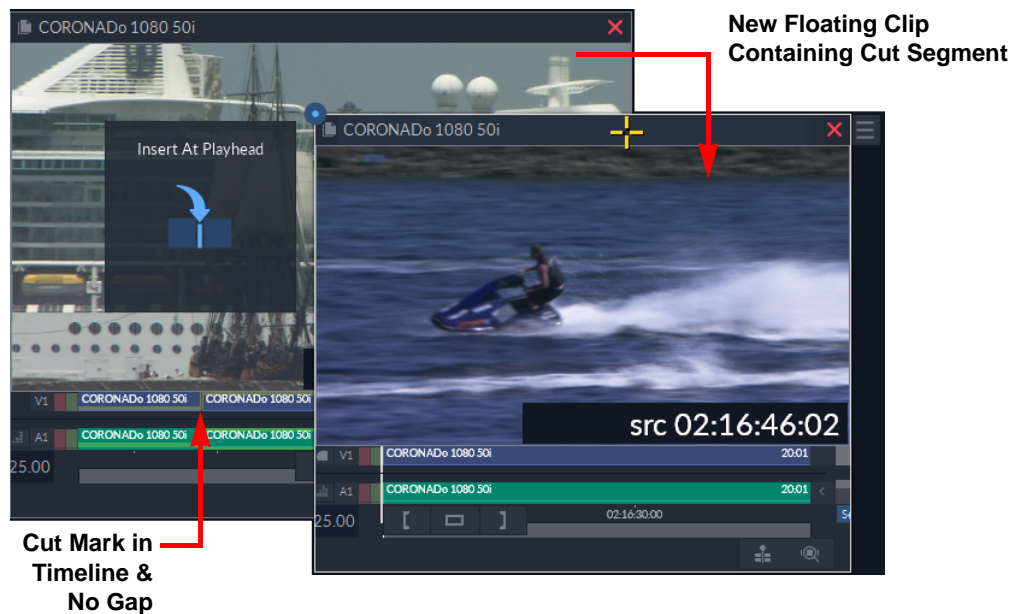 CORONADo 1080 50i
New Floating Clip
Containing Cut Segment
Insert At Playhead
CORONADo 1080 50i
src 02:16:46:02
V1 CORONADo 1080 50i CORONADo 1080 50i
A1 CORONADo 1080 50i CORONADo 1080 50i
25.00
V1 CORONADo 1080 50i 20:01
A1 CORONADo 1080 50i 20:01
25.00 [ ] 02:16:30:00
Cut Mark in
Timeline &
No Gap